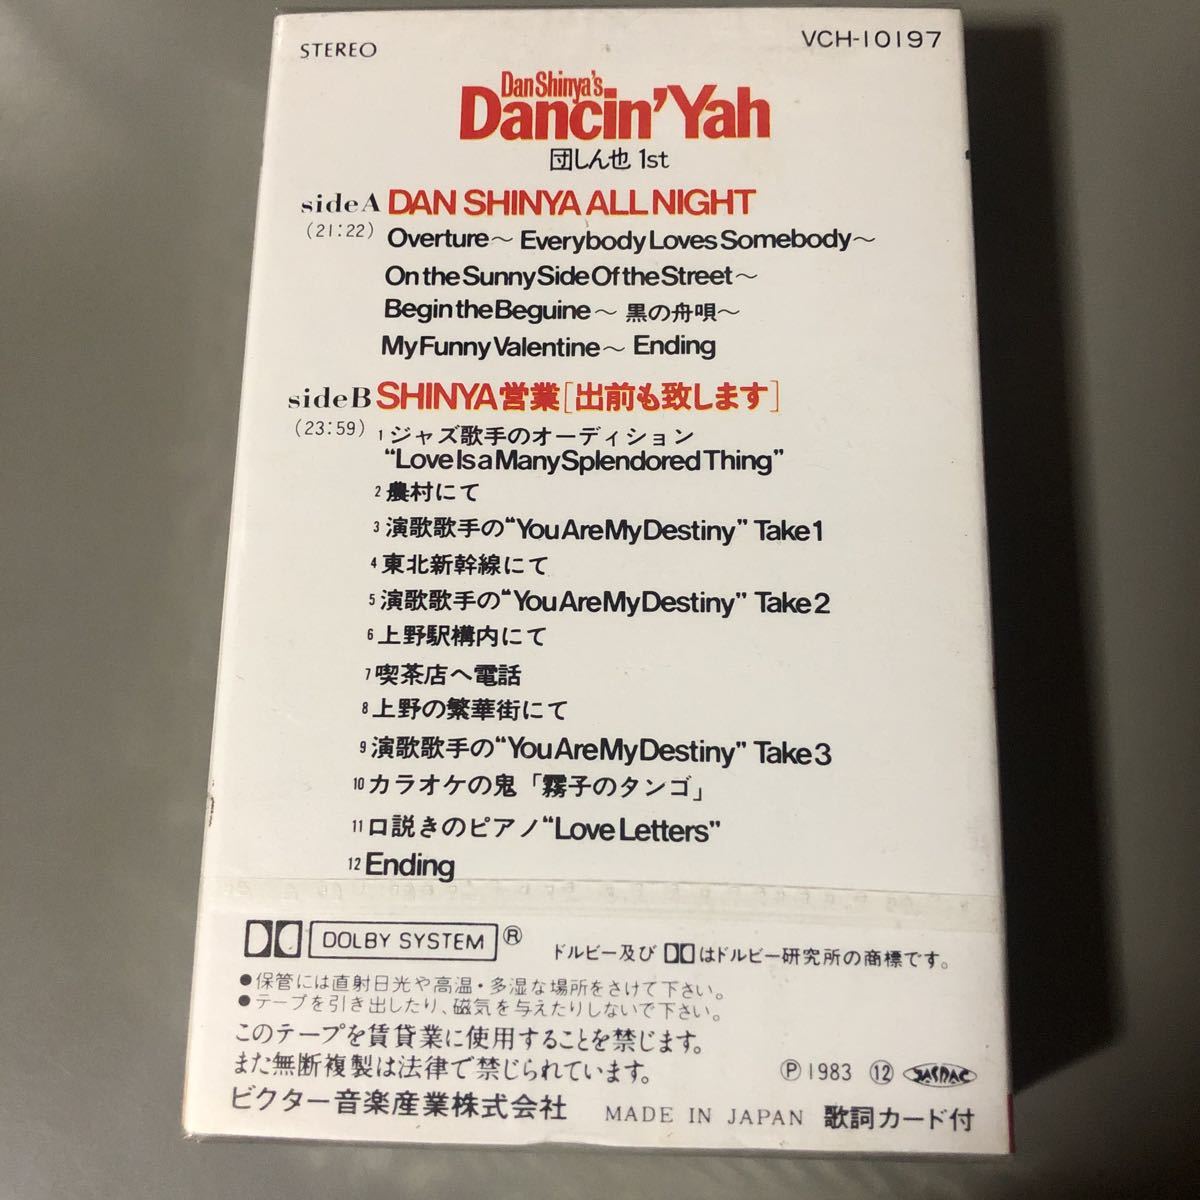 STEREO VCH-10197
Dan Shinya's
Dancin' Yah
団しん也 1st
sideA DAN SHINYA ALL NIGHT
(21:22) Overture～ Everybody Loves Somebody～
On the Sunny Side Of the Street～
Begin the Beguine～ 黒の舟唄～
My Funny Valentine～ Ending
sideB SHINYA営業[出前も致します]
(23:59) 1 ジャズ歌手のオーディション
“Love Is a Many Splendored Thing”
2 農村にて
3 演歌歌手の“You Are My Destiny” Take1
4 東北新幹線にて
5 演歌歌手の“You Are My Destiny” Take2
6 上野駅構内にて
7 喫茶店へ電話
8 上野の繁華街にて
9 演歌歌手の“You Are My Destiny” Take3
10 カラオケの鬼「霧子のタンゴ」
11 口説きのピアノ“Love Letters”
12 Ending
DOLBY SYSTEM ® ドルビー及びはドルビー研究所の商標です。
●保管には直射日光や高温・多湿な場所をさけて下さい。
●テープを引き出したり、磁気を与えたりしないで下さい。
このテープを賃貸業に使用することを禁じます。
また無断複製は法律で禁じられています。 ℗1983 ⑫ JASRAC
ビクター音楽産業株式会社 MADE IN JAPAN 歌詞カード付